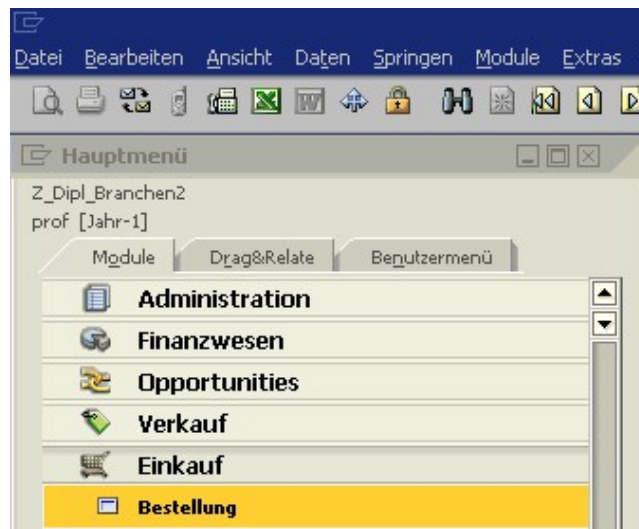 Datei Bearbeiten Ansicht Daten Springen Module Extras
Hauptmenü
Z_Dipl_Branchen2
prof [Jahr-1]
Module Drag&Relate Benutzermenü
Administration
Finanzwesen
Opportunities
Verkauf
Einkauf
Bestellung